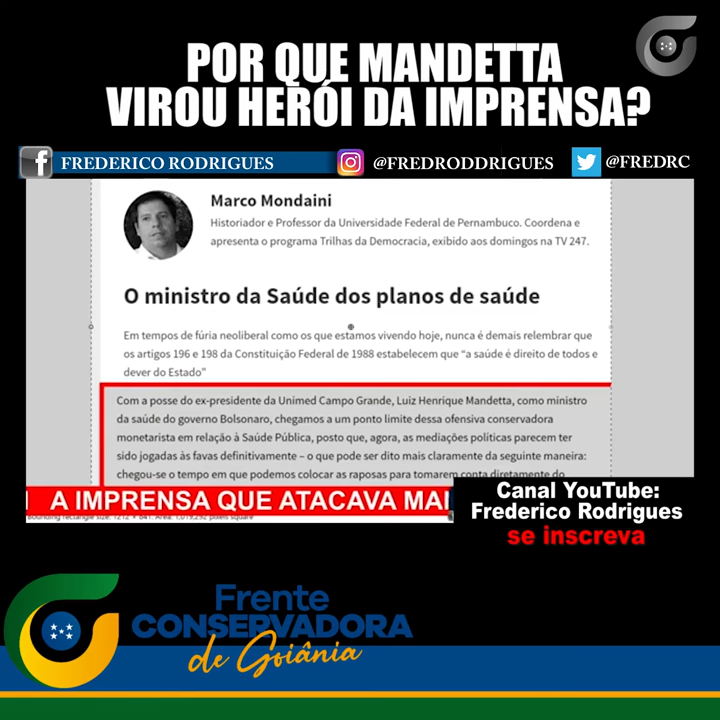 POR QUE MANDETTA
VIROU HERÓI DA IMPRENSA?
f FREDERICO RODRIGUES @FREDRODDRIGUES @FREDRC
Marco Mondaini
Historiador e Professor da Universidade Federal de Pernambuco. Coordena e
apresenta o programa Trilhas da Democracia, exibido aos domingos na TV 247.
O ministro da Saúde dos planos de saúde
Em tempos de fúria neoliberal como os que estamos vivendo hoje, nunca é demais relembrar que
os artigos 196 e 198 da Constituição Federal de 1988 estabelecem que “a saúde é direito de todos e
dever do Estado”
Com a posse do ex-presidente da Unimed Campo Grande, Luiz Henrique Mandetta, como ministro
da saúde do governo Bolsonaro, chegamos a um ponto limite dessa ofensiva conservadora
monetarista em relação à Saúde Pública, posto que, agora, as mediações políticas parecem ter
sido jogadas às favas definitivamente – o que pode ser dito mais claramente da seguinte maneira:
chegou-se o tempo em que podemos colocar as raposas para tomarem conta diretamente do
A IMPRENSA QUE ATACAVA MA
Canal YouTube:
Frederico Rodrigues
se inscreva
Frente
CONSERVADORA
de Goiânia